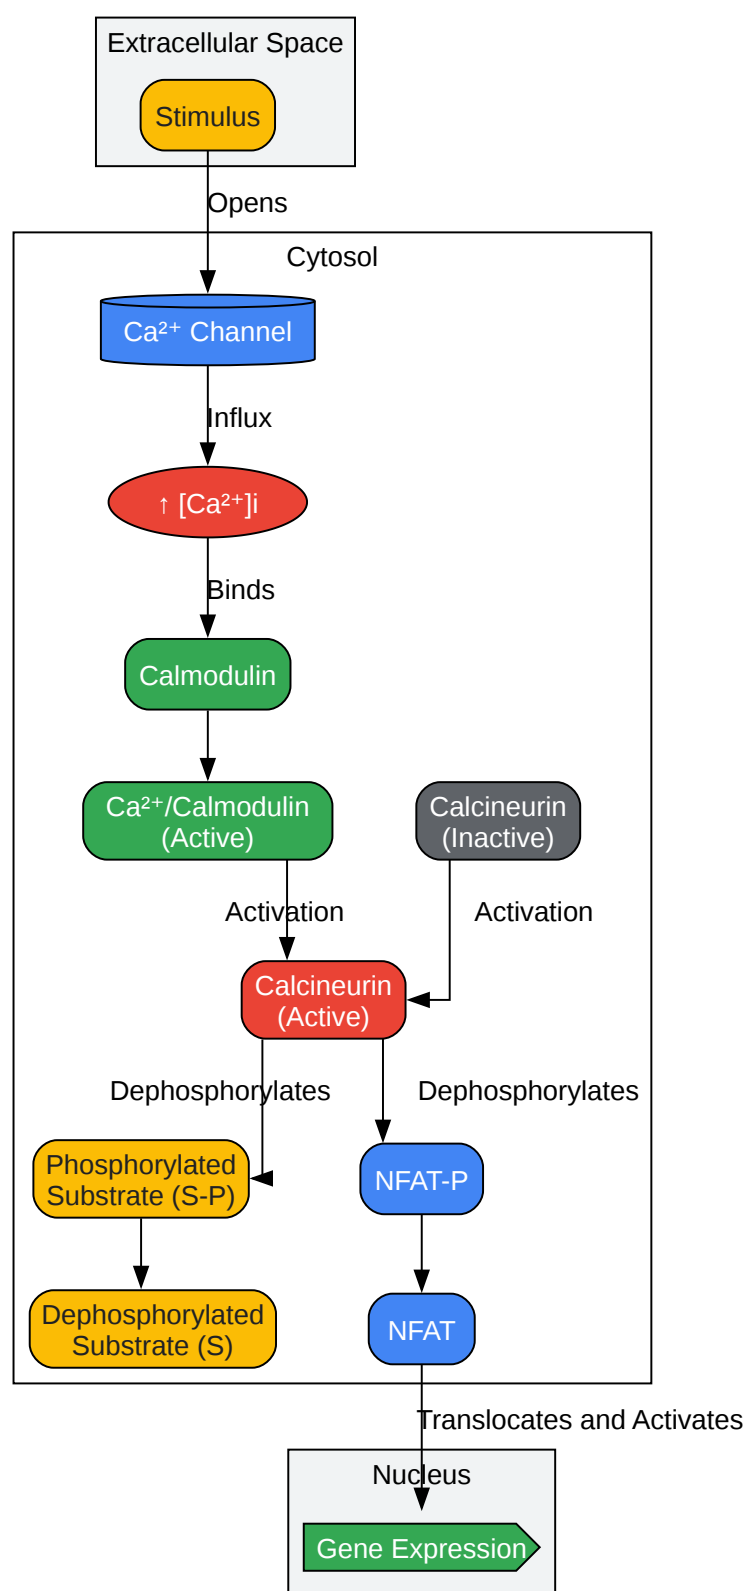 Extracellular Space
Stimulus
Opens
Cytosol
Ca²⁺ Channel
Influx
↑ [Ca²⁺]i
Binds
Calmodulin
Ca²⁺/Calmodulin
(Active)
Calcineurin
(Inactive)
Activation
Activation
Calcineurin
(Active)
Dephosphorylates
Dephosphorylates
Phosphorylated
Substrate (S-P)
NFAT-P
Dephosphorylated
Substrate (S)
NFAT
Translocates and Activates
Nucleus
Gene Expression